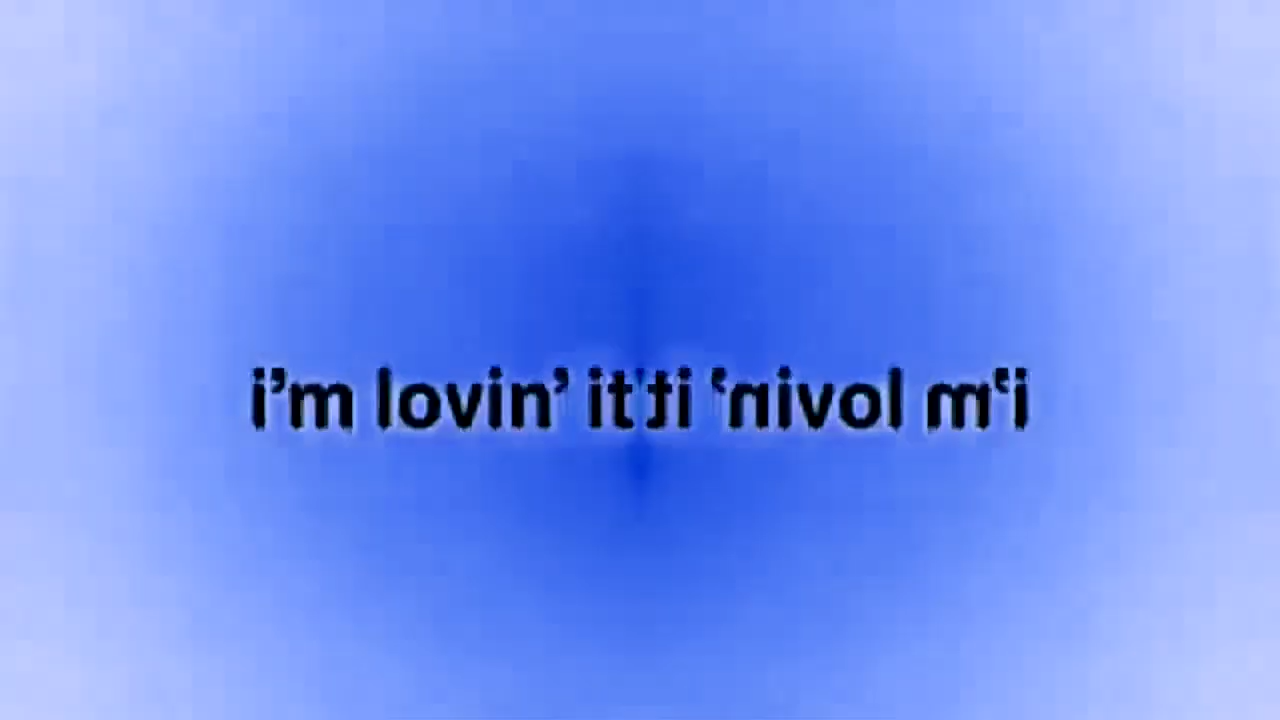 i’m lovin’ it ti ’nivol m’i